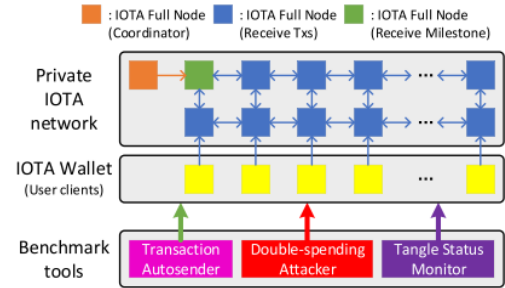 : IOTA Full Node
(Coordinator)
: IOTA Full Node
(Receive Txs)
: IOTA Full Node
(Receive Milestone)
Private
IOTA
network
...
...
IOTA Wallet
(User clients)
...
Benchmark
tools
Transaction
Autosender
Double-spending
Attacker
Tangle Status
Monitor